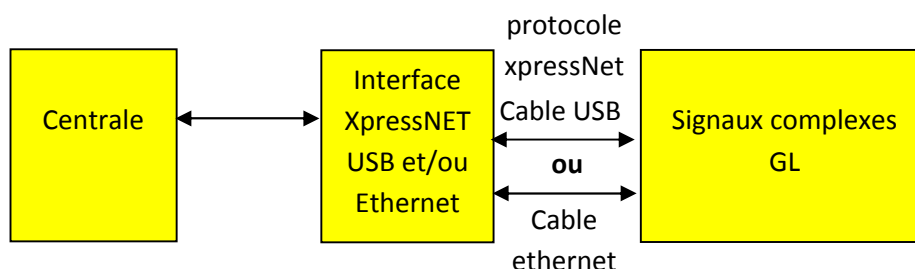 Centrale
Interface
XpressNET
USB et/ou
Ethernet
protocole
xpressNet
Cable USB
ou
Cable
ethernet
Signaux complexes
GL